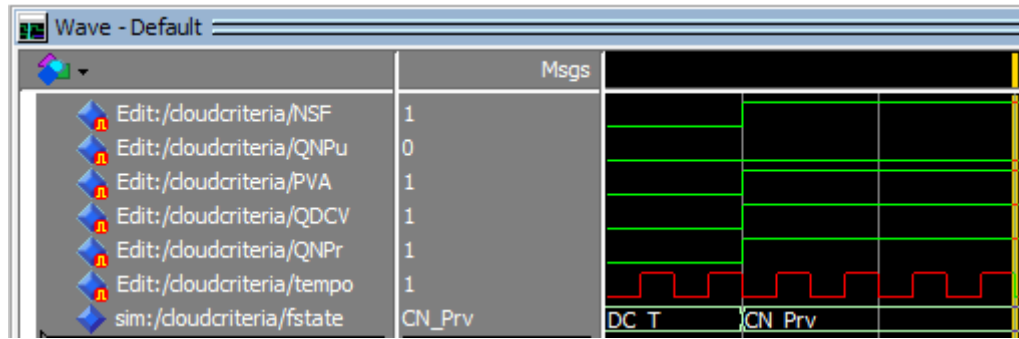 Wave - Default
Msgs
Edit:/cloudcriteria/NSF 1
Edit:/cloudcriteria/QNPu 0
Edit:/cloudcriteria/PVA 1
Edit:/cloudcriteria/QDCV 1
Edit:/cloudcriteria/QNPr 1
Edit:/cloudcriteria/tempo 1
sim:/cloudcriteria/fstate CN_Prv DC_T CN_Prv